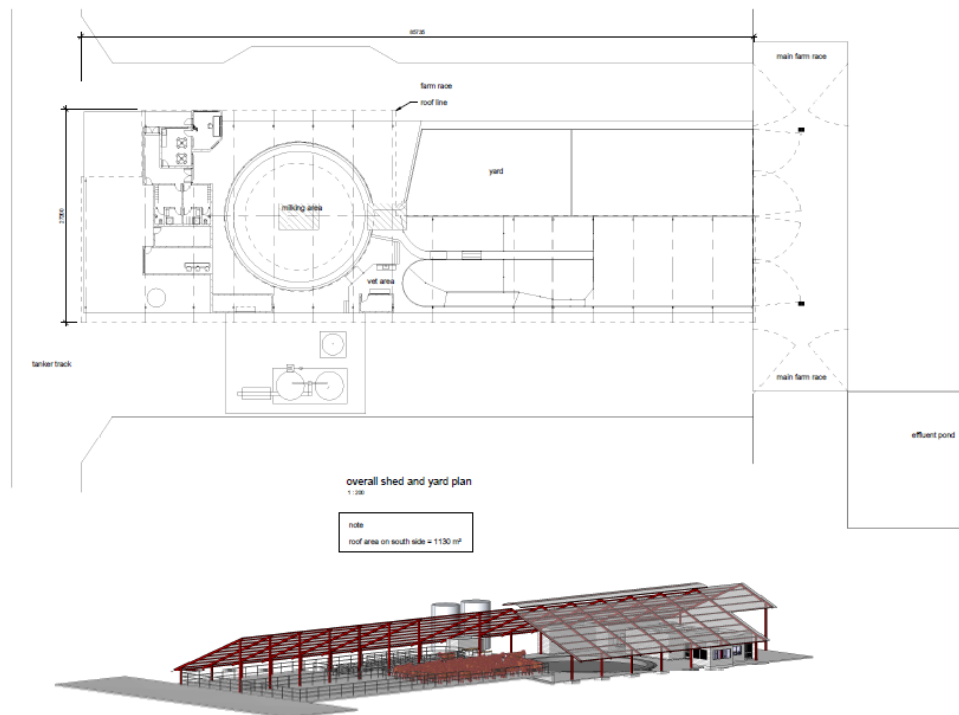 main farm race
farm race
roof line
yard
milking area
vet area
tanker track
main farm race
effluent pond
overall shed and yard plan
1 : 200
note
roof area on south side = 1130 m²